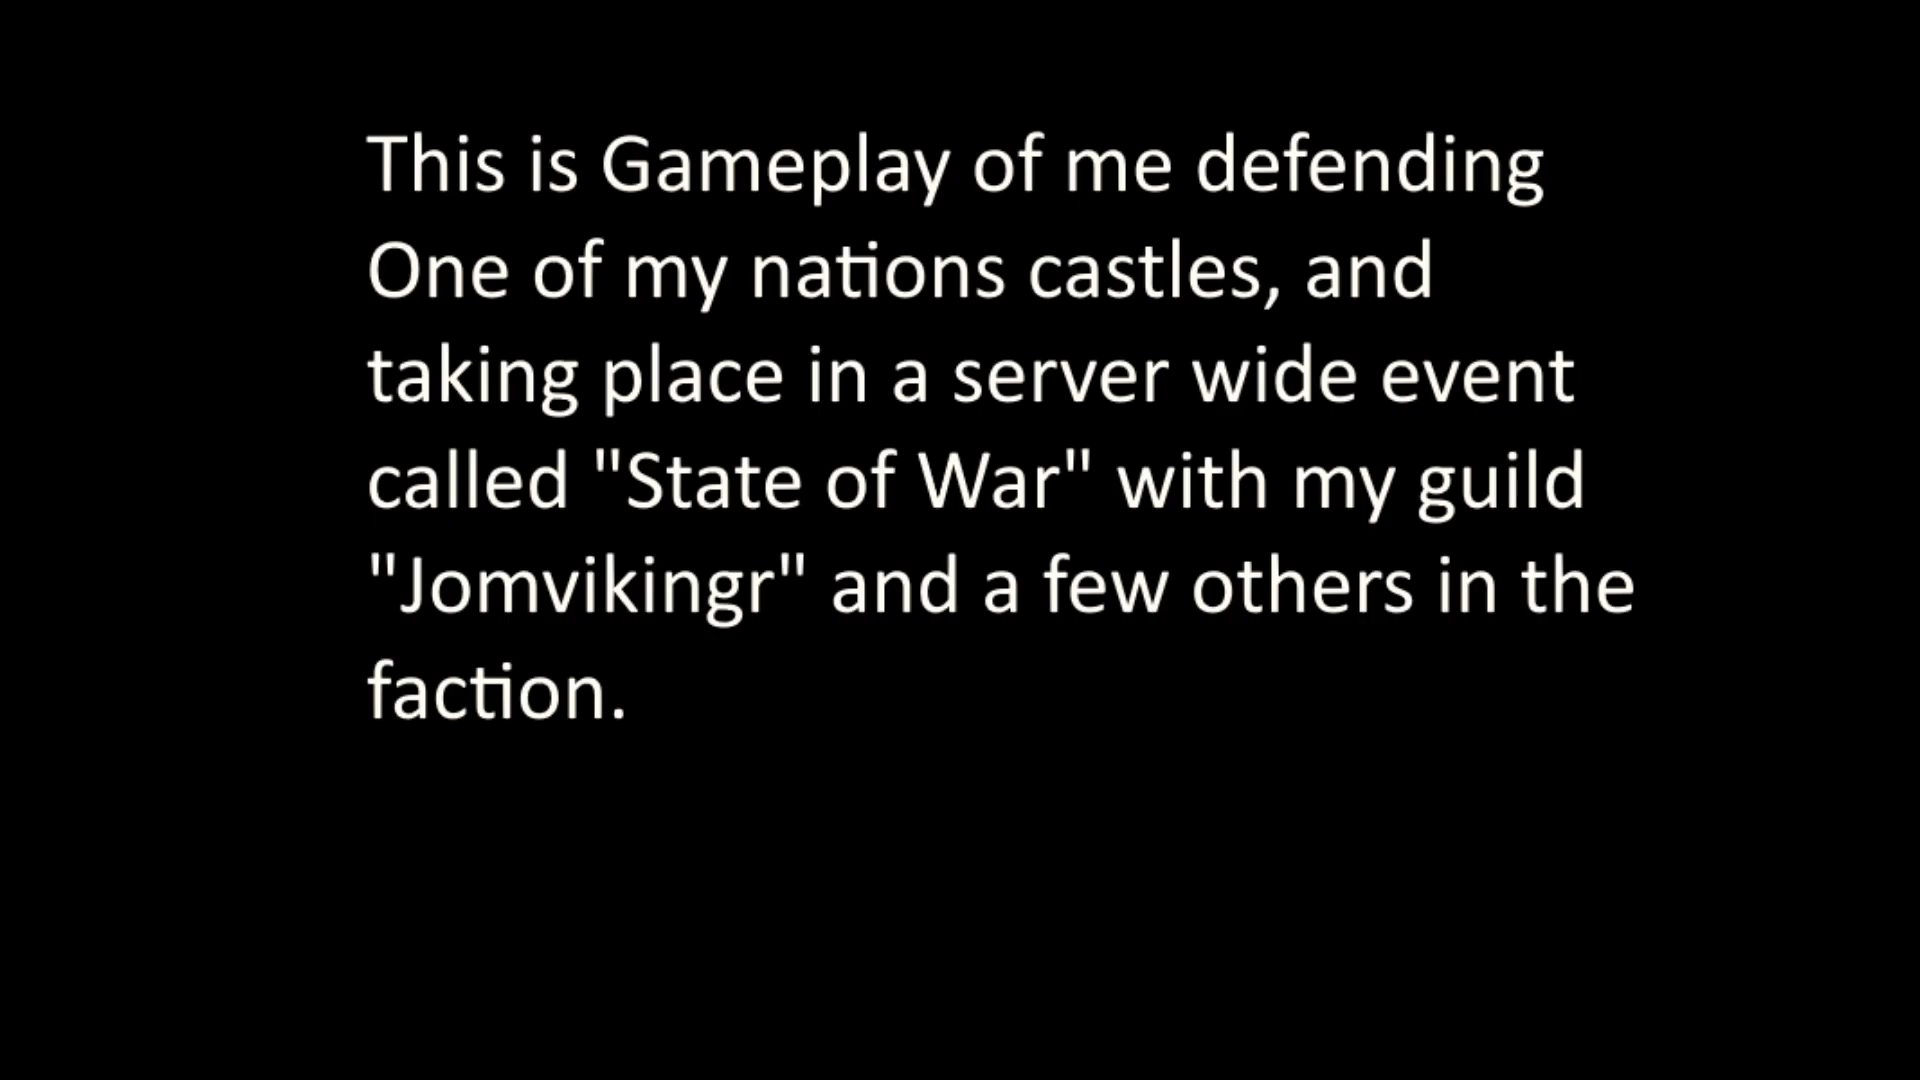 This is Gameplay of me defending
One of my nations castles, and
taking place in a server wide event
called "State of War" with my guild
"Jomvikingr" and a few others in the
faction.